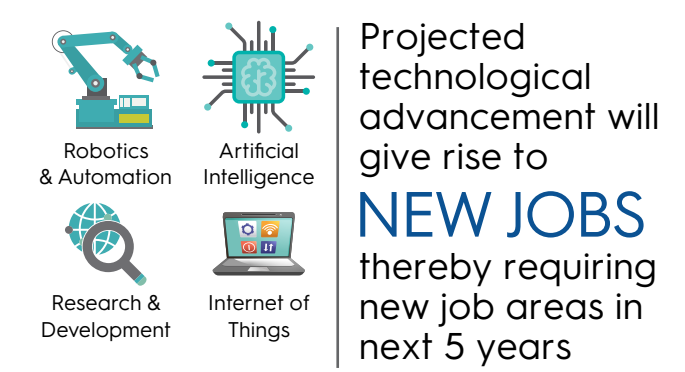 Robotics
& Automation
Artificial
Intelligence
Research &
Development
Internet of
Things
Projected
technological
advancement will
give rise to
NEW JOBS
thereby requiring
new job areas in
next 5 years